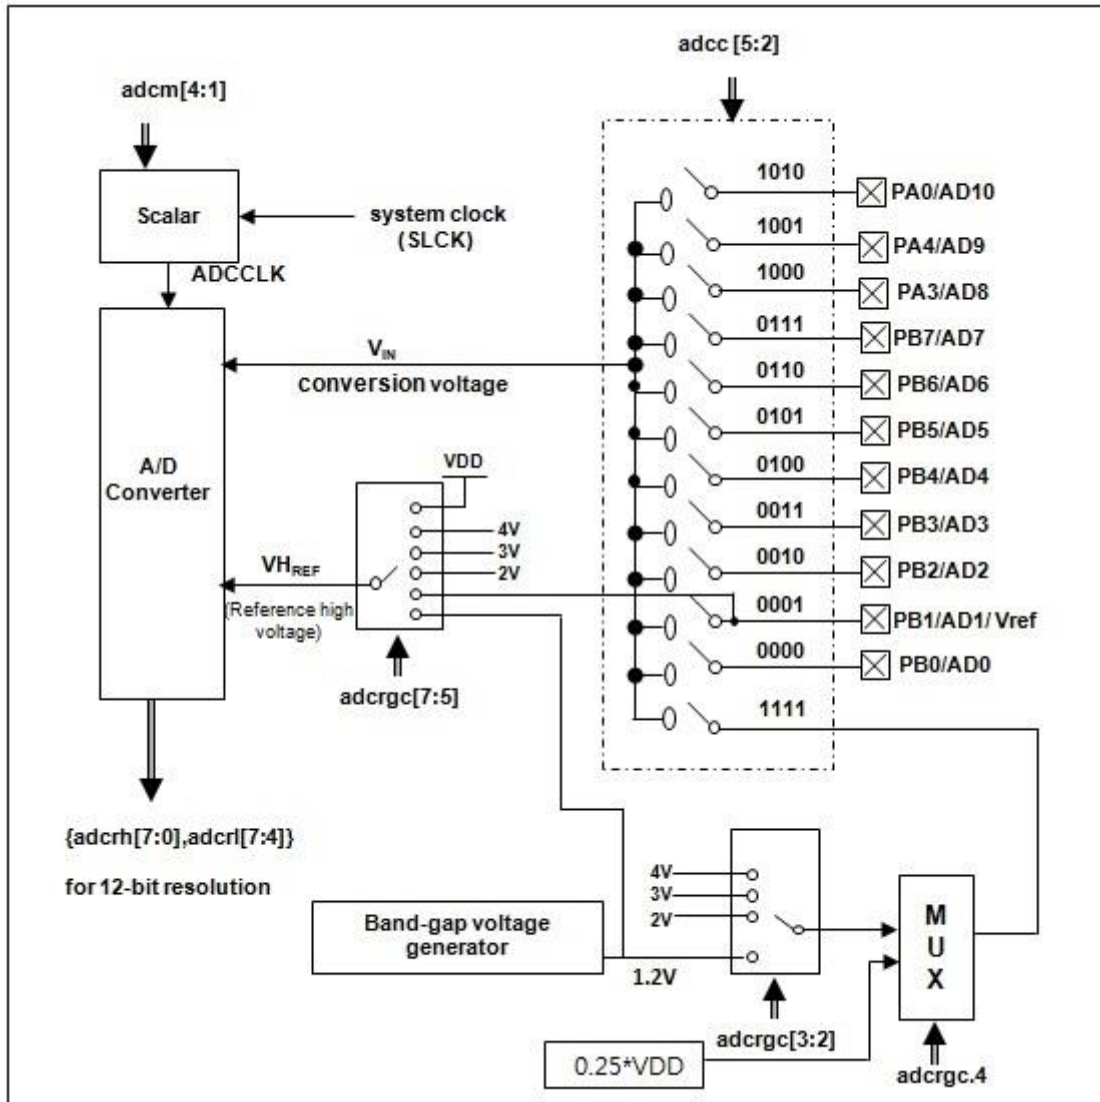 adcc [5:2]
adcm[4:1]
Scalar
system clock
(SLCK)
ADCCLK
1010
PA0/AD10
1001
PA4/AD9
1000
PA3/AD8
0111
PB7/AD7
V_IN
conversion voltage
0110
PB6/AD6
0101
PB5/AD5
A/D
Converter
VDD
0100
PB4/AD4
4V
3V
2V
0011
PB3/AD3
VH_REF
(Reference high
voltage)
0010
PB2/AD2
0001
PB1/AD1/ Vref
0000
PB0/AD0
adcrgc[7:5]
1111
{adcrh[7:0],adcrl[7:4]}
for 12-bit resolution
4V
3V
2V
Band-gap voltage
generator
1.2V
M
U
X
adcrgc[3:2]
0.25*VDD
adcrgc.4